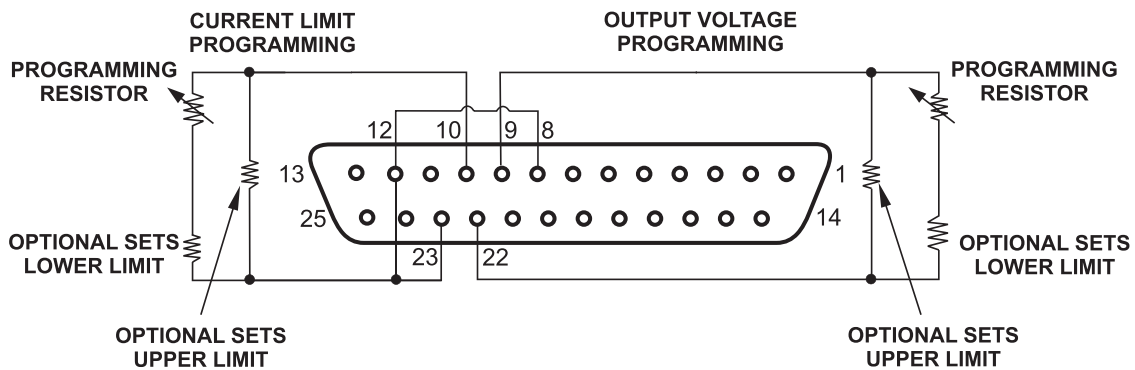 CURRENT LIMIT
PROGRAMMING
OUTPUT VOLTAGE
PROGRAMMING
PROGRAMMING
RESISTOR
PROGRAMMING
RESISTOR
12
10
9
8
13
1
25
14
23
22
OPTIONAL SETS
LOWER LIMIT
OPTIONAL SETS
LOWER LIMIT
OPTIONAL SETS
UPPER LIMIT
OPTIONAL SETS
UPPER LIMIT